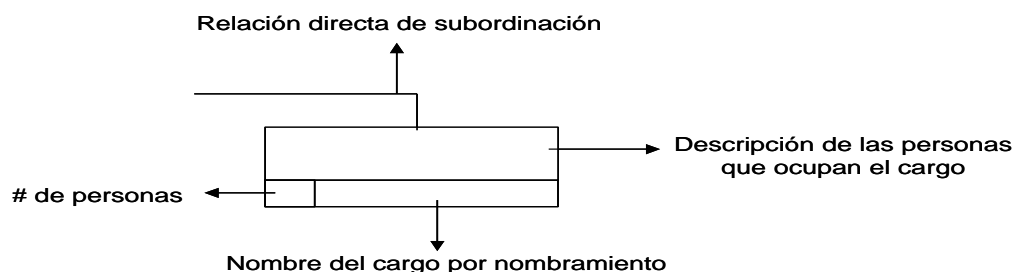 Relación directa de subordinación
Descripción de las personas
que ocupan el cargo
# de personas
Nombre del cargo por nombramiento